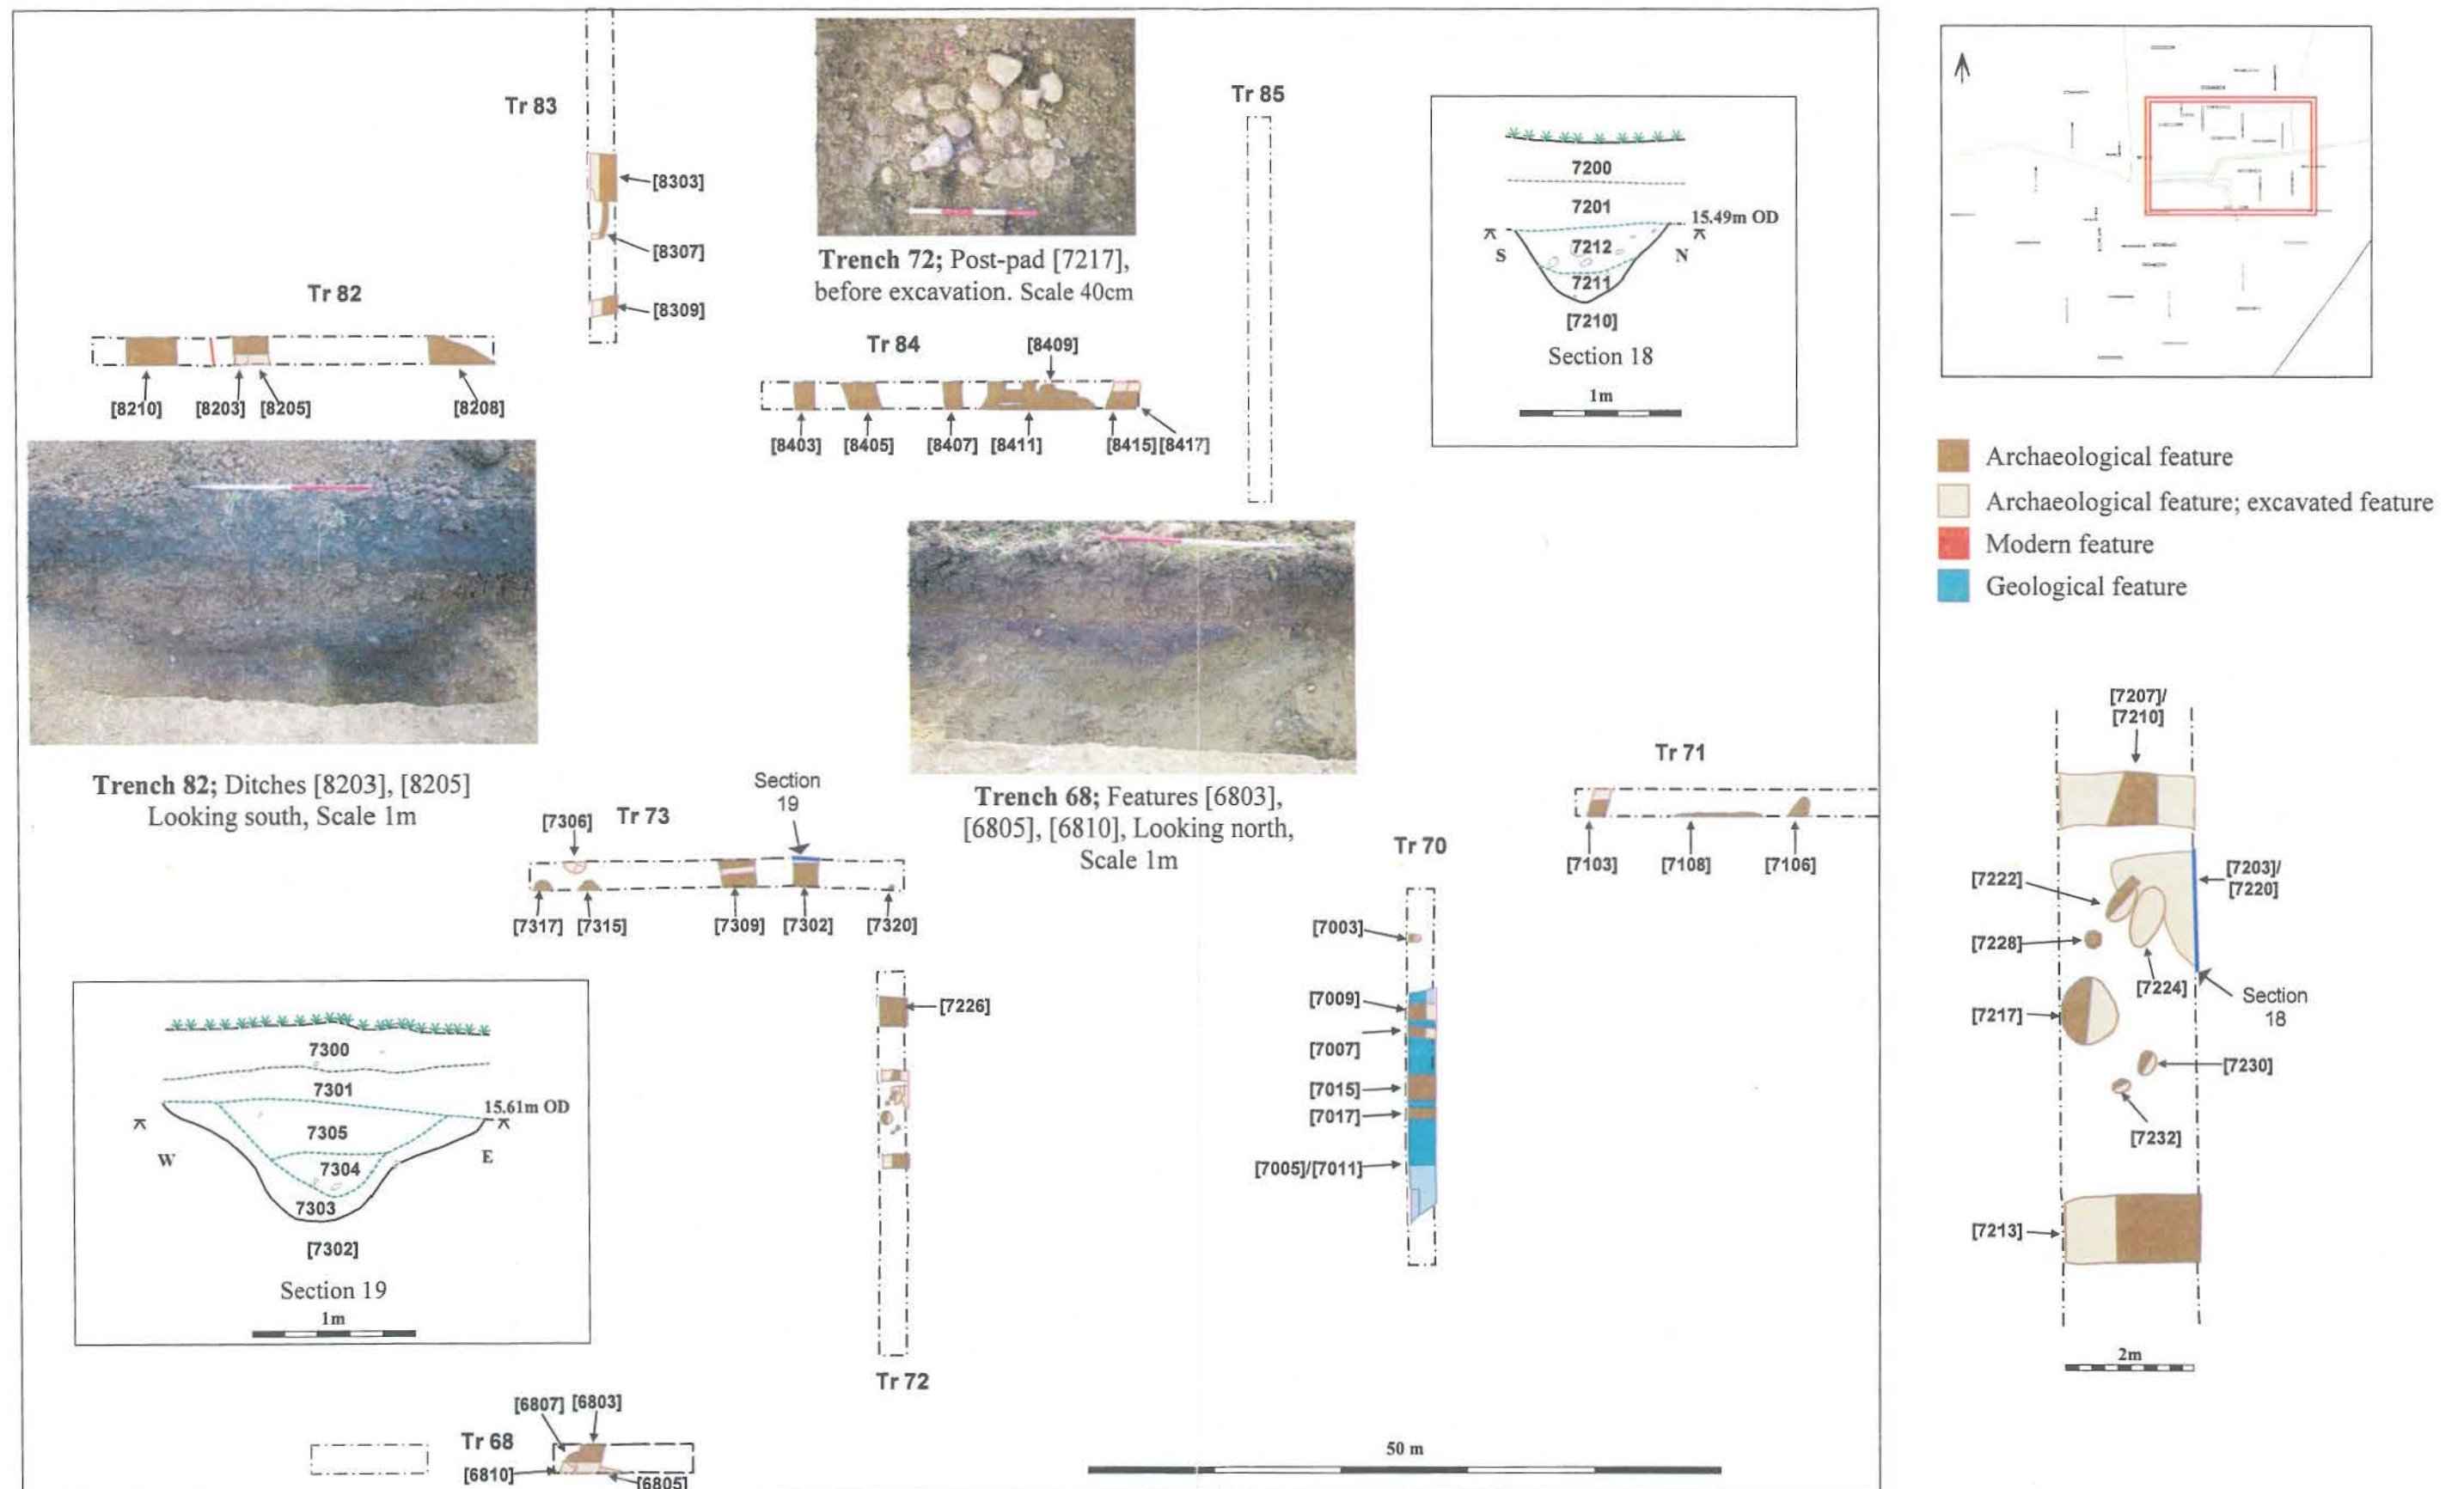 Tr 83
[8303]
[8307]
[8309]
Trench 72; Post-pad [7217],
before excavation. Scale 40cm
Tr 85
7200
7201
15.49m OD
7212
S
N
7211
[7210]
Section 18
1m
Tr 82
[8210]
[8203]
[8205]
[8208]
Tr 84
[8409]
[8403]
[8405]
[8407]
[8411]
[8415]
[8417]
Archaeological feature
Archaeological feature; excavated feature
Modern feature
Geological feature
Trench 82; Ditches [8203], [8205]
Looking south, Scale 1m
Trench 68; Features [6803],
[6805], [6810], Looking north,
Scale 1m
Section
19
[7306]
Tr 73
[7317]
[7315]
[7309]
[7302]
[7320]
Tr 71
[7103]
[7108]
[7106]
Tr 70
[7003]
[7009]
[7007]
[7015]
[7017]
[7005]/[7011]
7300
7301
15.61m OD
7305
W
E
7304
7303
[7302]
Section 19
1m
[7226]
Tr 72
[7207]/
[7210]
[7222]
[7203]/
[7220]
[7228]
[7224]
Section
18
[7217]
[7230]
[7232]
[7213]
2m
[6807]
[6803]
Tr 68
[6810]
[6805]
50 m